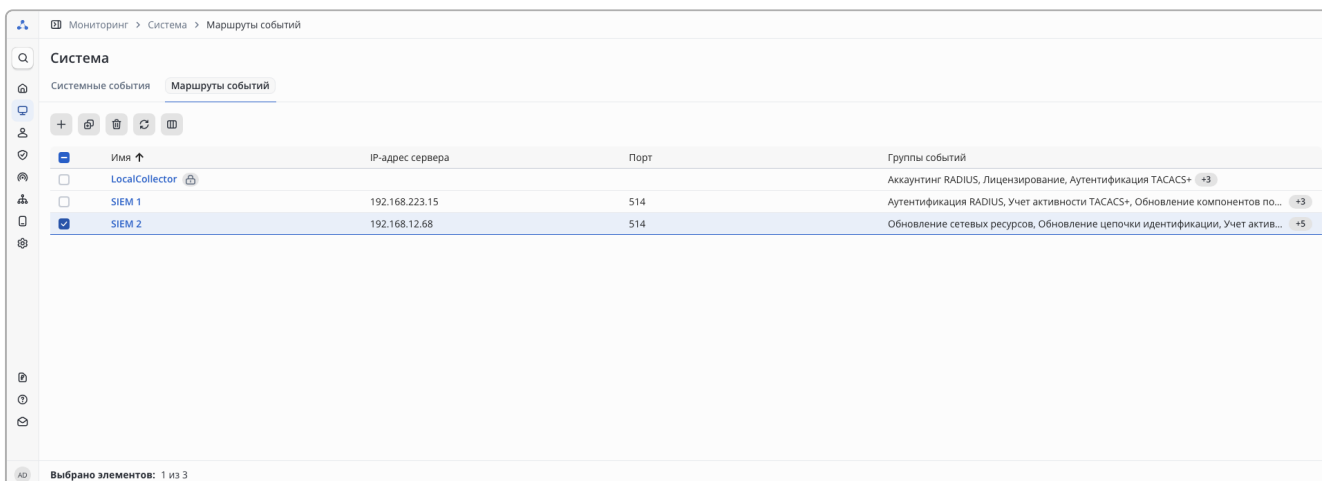 Мониторинг > Система > Маршруты событий
Система
Системные события Маршруты событий
Имя ↑ IP-адрес сервера Порт Группы событий
LocalCollector Аккаунтинг RADIUS, Лицензирование, Аутентификация TACACS+ +3
SIEM 1 192.168.223.15 514 Аутентификация RADIUS, Учет активности TACACS+, Обновление компонентов по... +3
SIEM 2 192.168.12.68 514 Обновление сетевых ресурсов, Обновление цепочки идентификации, Учет актив... +5
AD Выбрано элементов: 1 из 3